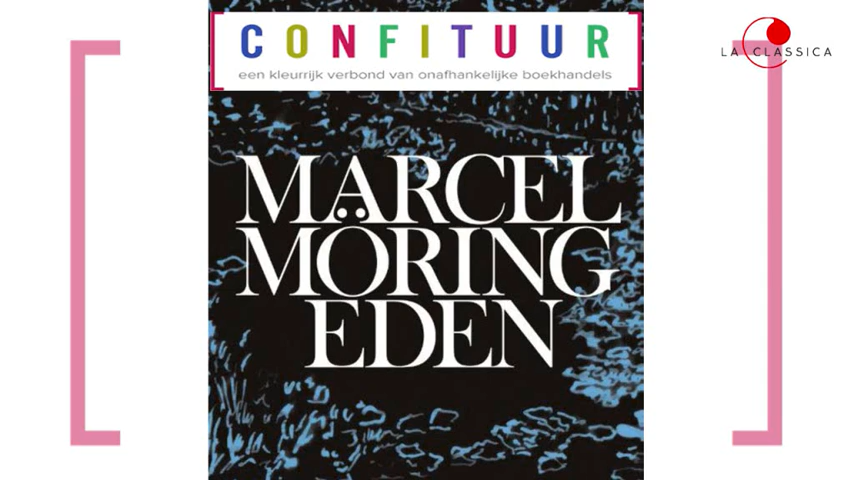 CONFITUUR
een kleurrijk verbond van onafhankelijke boekhandels
LA CLASSICA
MARCEL
MÖRING
EDEN